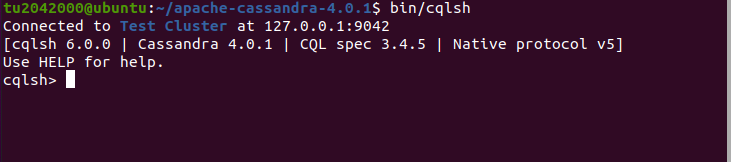 tu2042000@ubuntu:~/apache-cassandra-4.0.1$ bin/cqlsh
Connected to Test Cluster at 127.0.0.1:9042
[cqlsh 6.0.0 | Cassandra 4.0.1 | CQL spec 3.4.5 | Native protocol v5]
Use HELP for help.
cqlsh>